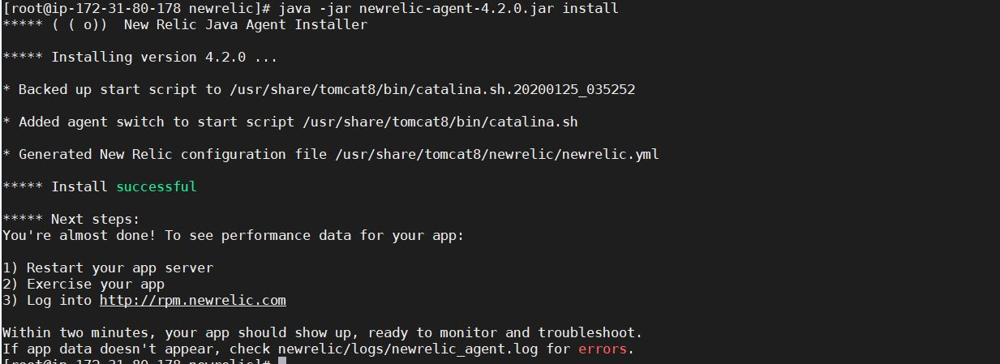 [root@ip-172-31-80-178 newrelic]# java -jar newrelic-agent-4.2.0.jar install
***** ( ( o))  New Relic Java Agent Installer
***** Installing version 4.2.0 ...
* Backed up start script to /usr/share/tomcat8/bin/catalina.sh.20200125_035252
* Added agent switch to start script /usr/share/tomcat8/bin/catalina.sh
* Generated New Relic configuration file /usr/share/tomcat8/newrelic/newrelic.yml
***** Install successful
***** Next steps:
You're almost done! To see performance data for your app:
1) Restart your app server
2) Exercise your app
3) Log into http://rpm.newrelic.com
Within two minutes, your app should show up, ready to monitor and troubleshoot.
If app data doesn't appear, check newrelic/logs/newrelic_agent.log for errors.
[root@ip-172-31-80-178 newrelic]#